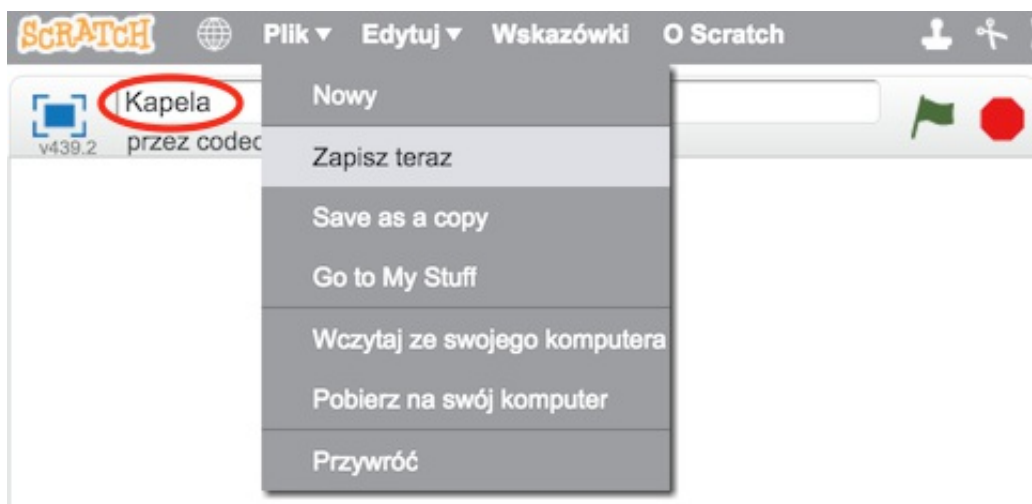 SCRATCH Plik Edytuj Wskazówki O Scratch
Kapela
v439.2 przez codec
Nowy
Zapisz teraz
Save as a copy
Go to My Stuff
Wczytaj ze swojego komputera
Pobierz na swój komputer
Przywróć